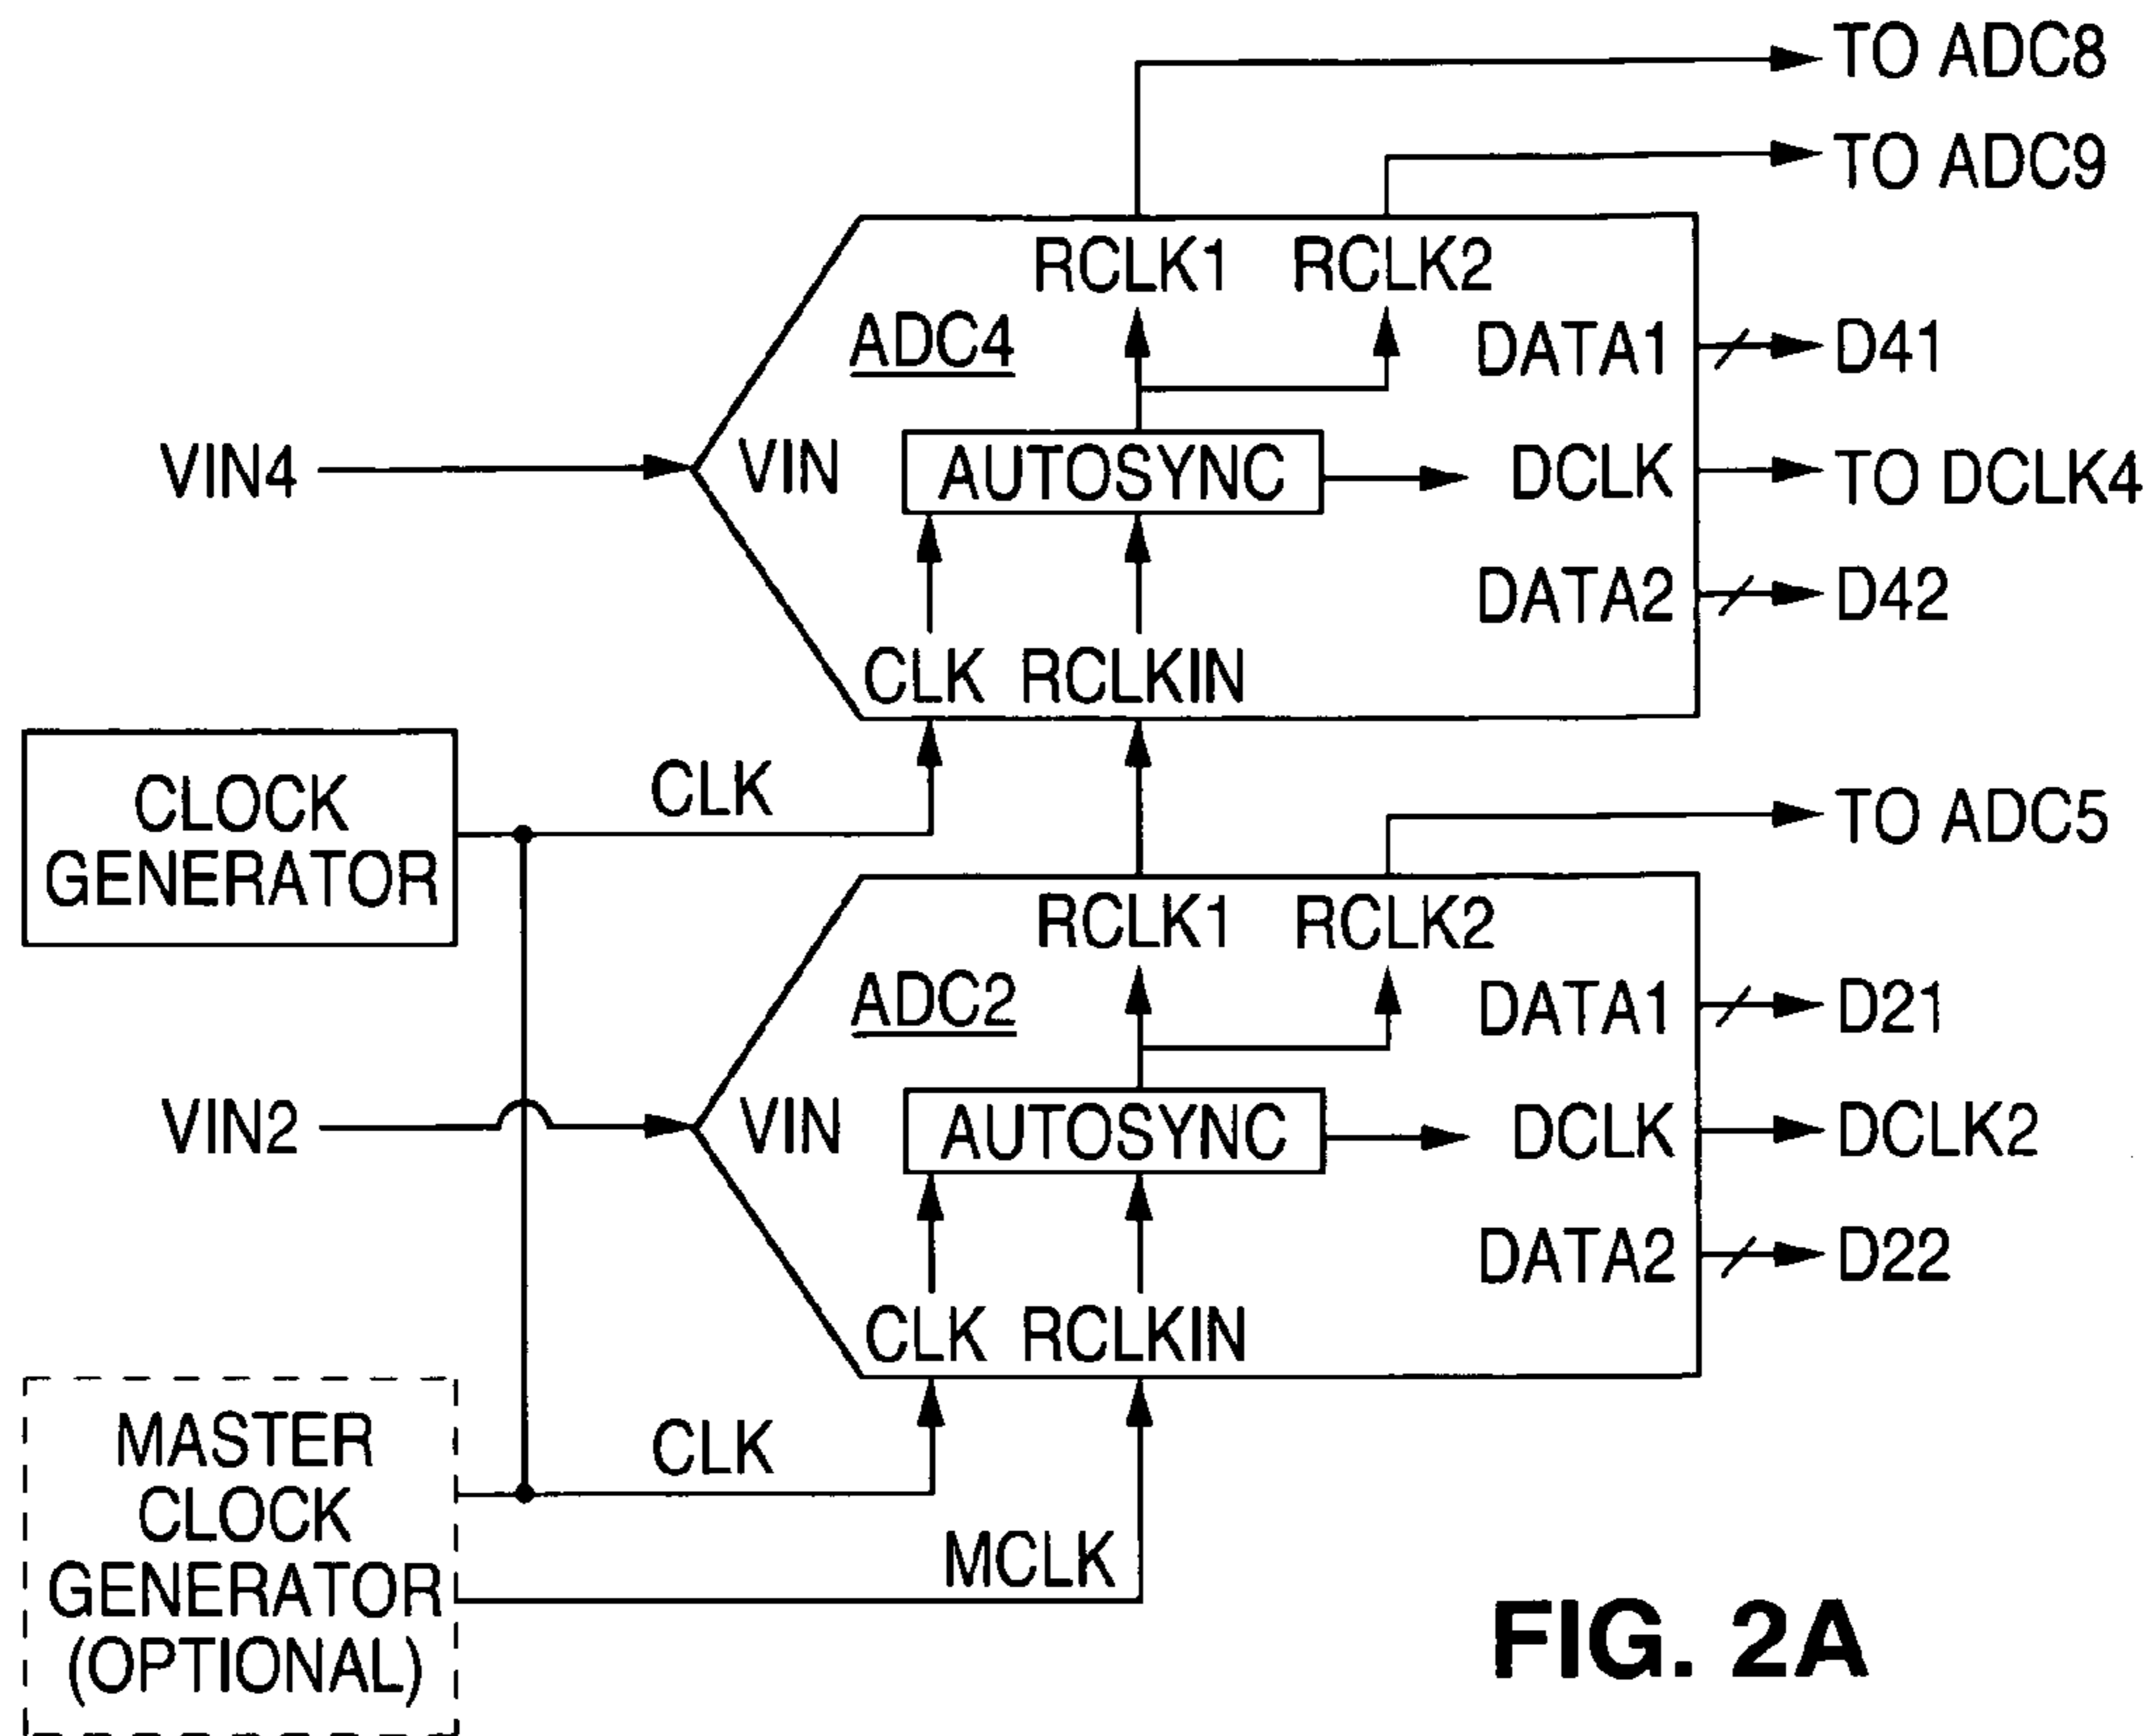 TO ADC8
TO ADC9
RCLK1 RCLK2
ADC4
DATA1
D41
VIN4
VIN
AUTOSYNC
DCLK
TO DCLK4
DATA2
D42
CLK RCLKIN
CLOCK
GENERATOR
CLK
TO ADC5
RCLK1 RCLK2
ADC2
DATA1
D21
VIN2
VIN
AUTOSYNC
DCLK
DCLK2
DATA2
D22
CLK RCLKIN
MASTER
CLOCK
GENERATOR
(OPTIONAL)
CLK
MCLK
FIG. 2A